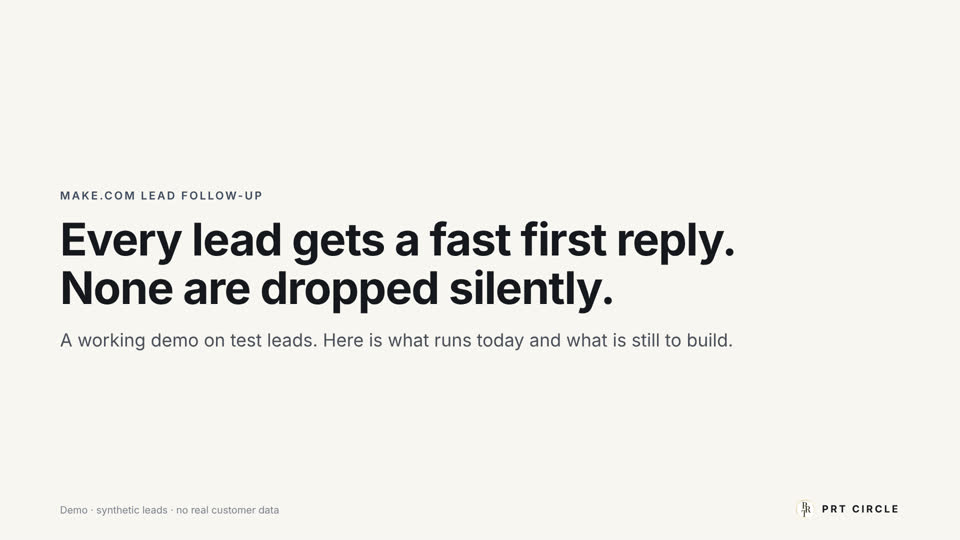 MAKE.COM LEAD FOLLOW-UP
Every lead gets a fast first reply.
None are dropped silently.
A working demo on test leads. Here is what runs today and what is still to build.
Demo · synthetic leads · no real customer data
PRT PRT CIRCLE